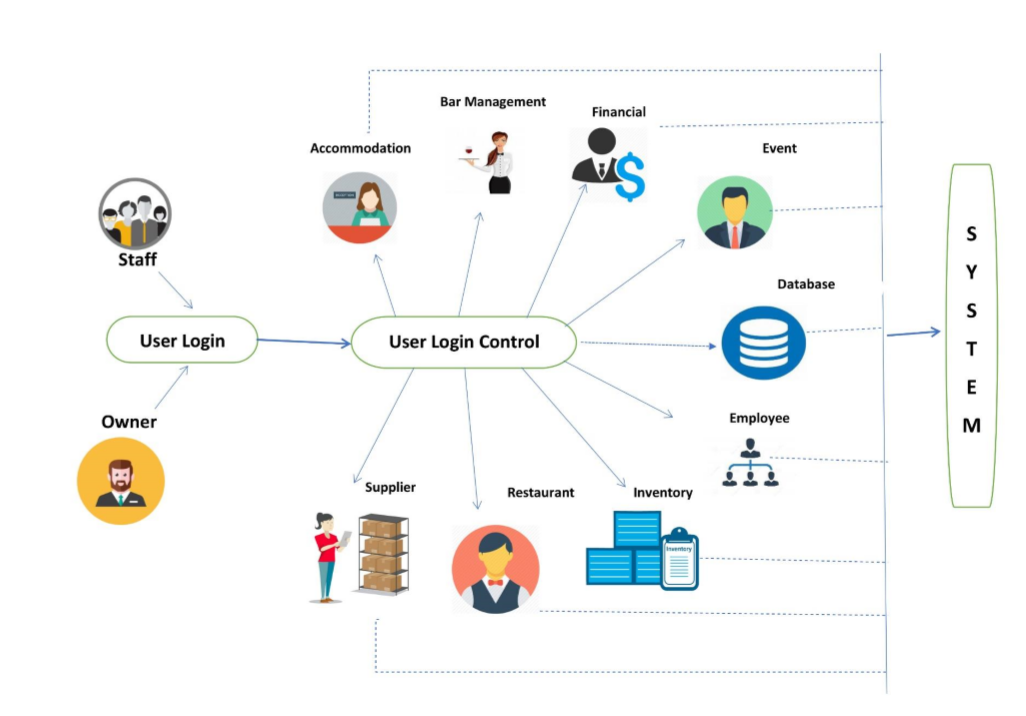 Bar Management
Financial
Accommodation
Event
Staff
S
Y
S
T
E
M
Database
User Login
User Login Control
Owner
Employee
Supplier
Restaurant
Inventory
Inventory